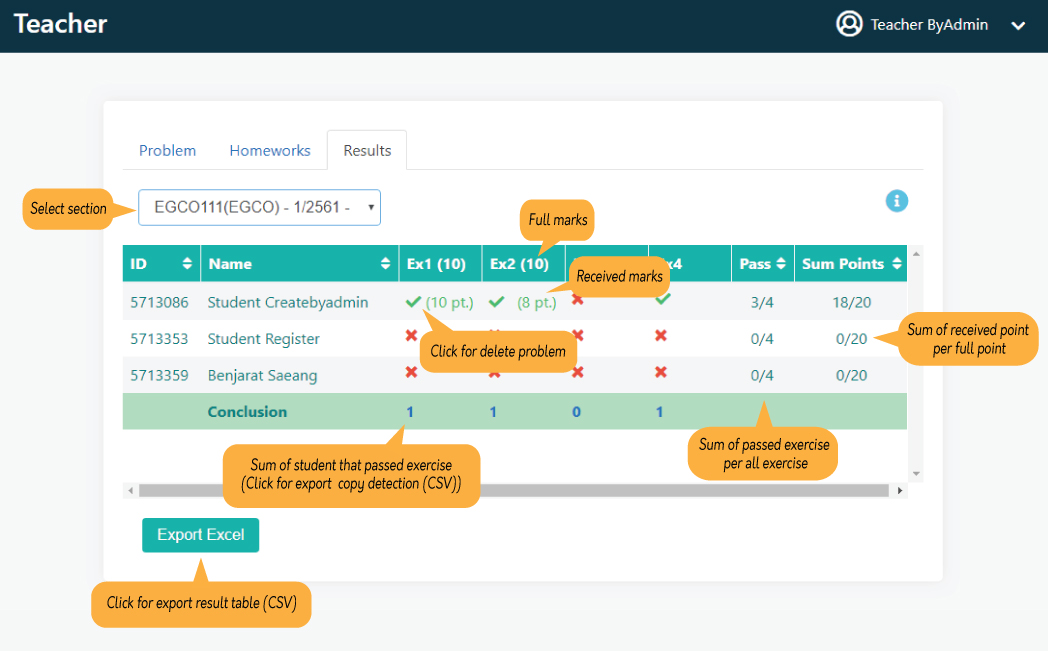 Teacher
Teacher ByAdmin
Problem Homeworks Results
Select section
EGCO111(EGCO) - 1/2561 -
Full marks
ID Name Ex1 (10) Ex2 (10) x4 Pass Sum Points
Received marks
5713086 Student Createbyadmin (10 pt.) (8 pt.) 3/4 18/20
5713353 Student Register 0/4 0/20
Sum of received point
per full point
Click for delete problem
5713359 Benjarat Saeang 0/4 0/20
Conclusion 1 1 0 1
Sum of passed exercise
per all exercise
Sum of student that passed exercise
(Click for export copy detection (CSV))
Export Excel
Click for export result table (CSV)